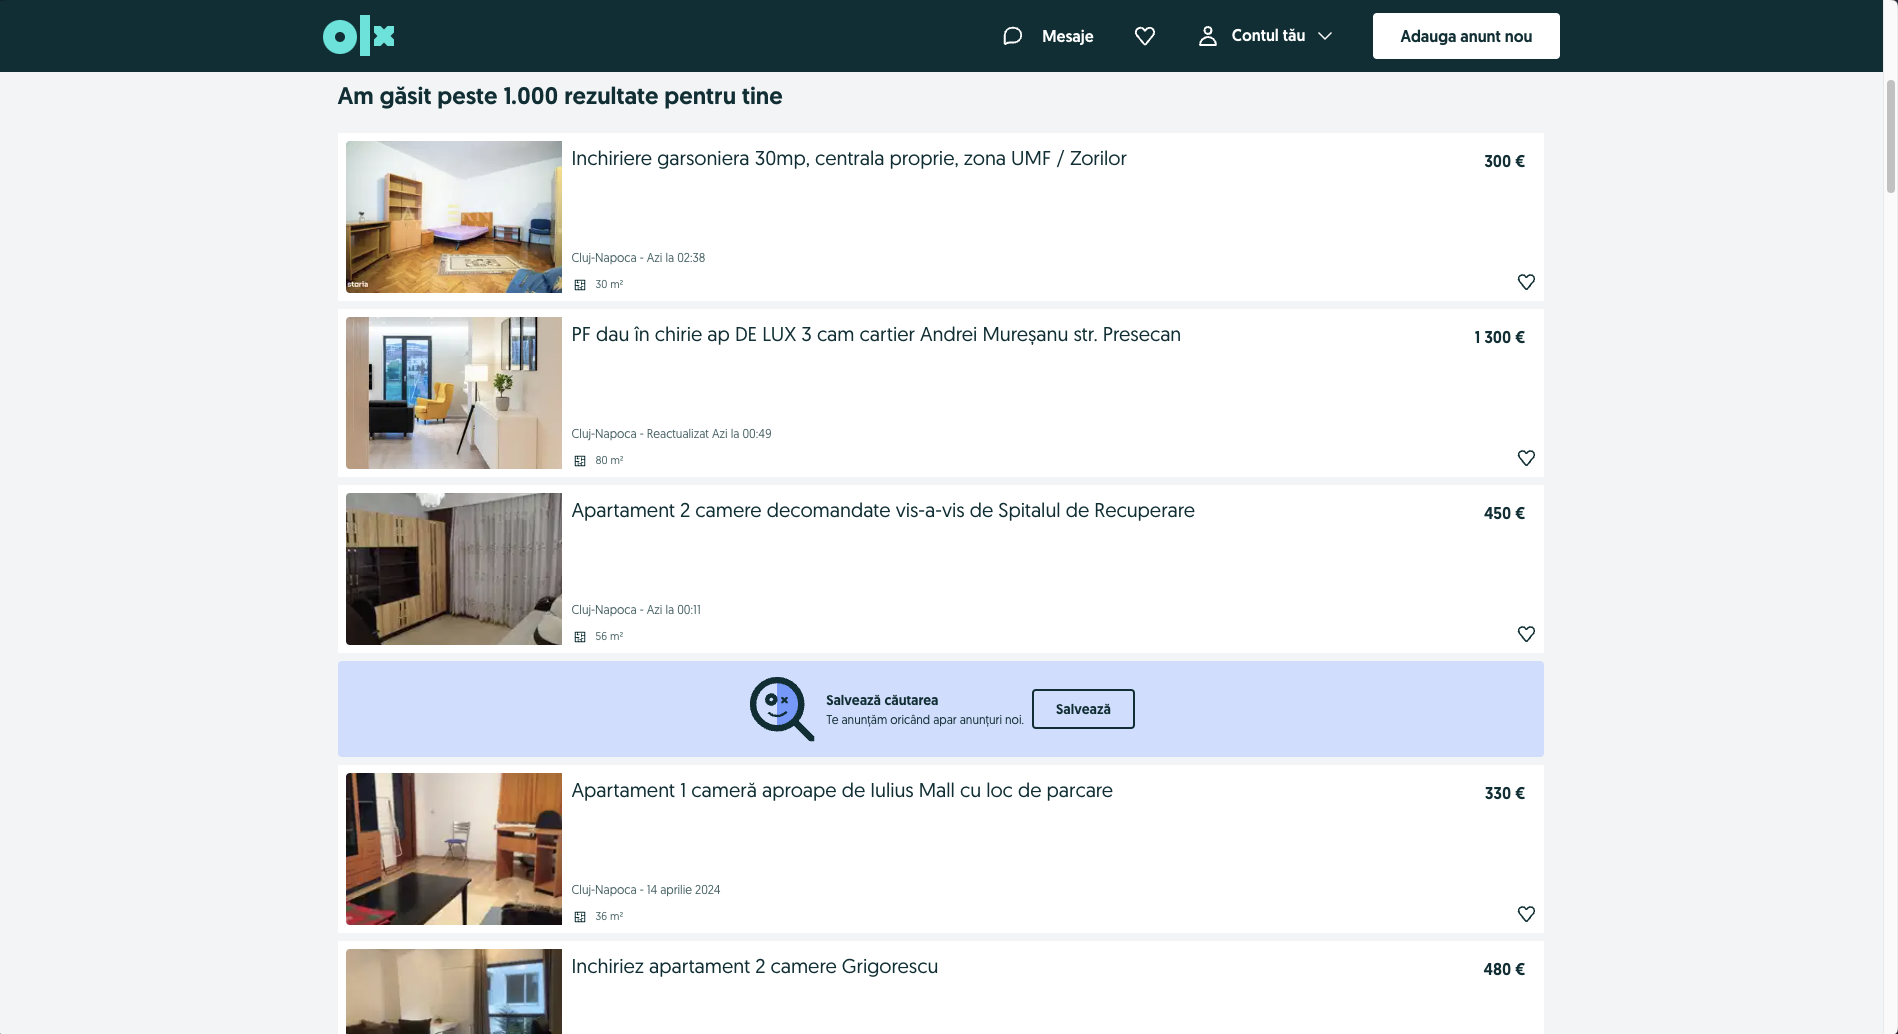 olx
Mesaje
Contul tău
Adauga anunt nou
Am găsit peste 1.000 rezultate pentru tine
Inchiriere garsoniera 30mp, centrala proprie, zona UMF / Zorilor
300 €
storia
Cluj-Napoca - Azi la 02:38
30 m²
PF dau în chirie ap DE LUX 3 cam cartier Andrei Mureșanu str. Presecan
1 300 €
Cluj-Napoca - Reactualizat Azi la 00:49
80 m²
Apartament 2 camere decomandate vis-a-vis de Spitalul de Recuperare
450 €
Cluj-Napoca - Azi la 00:11
56 m²
Salvează căutarea
Te anunțăm oricând apar anunțuri noi.
Salvează
Apartament 1 cameră aproape de Iulius Mall cu loc de parcare
330 €
Cluj-Napoca - 14 aprilie 2024
36 m²
Inchiriez apartament 2 camere Grigorescu
480 €